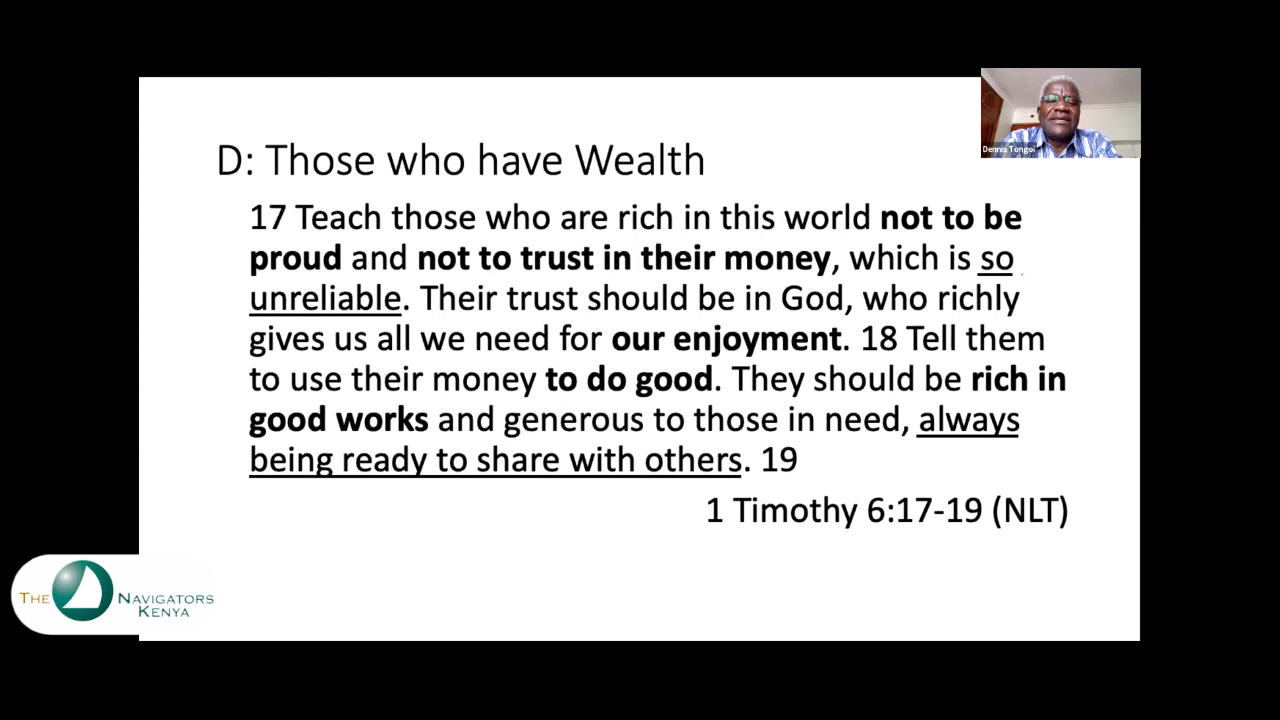 D: Those who have Wealth
17 Teach those who are rich in this world not to be
proud and not to trust in their money, which is so
unreliable. Their trust should be in God, who richly
gives us all we need for our enjoyment. 18 Tell them
to use their money to do good. They should be rich in
good works and generous to those in need, always
being ready to share with others. 19
1 Timothy 6:17-19 (NLT)
Dennis Tongoi
THE NAVIGATORS
KENYA